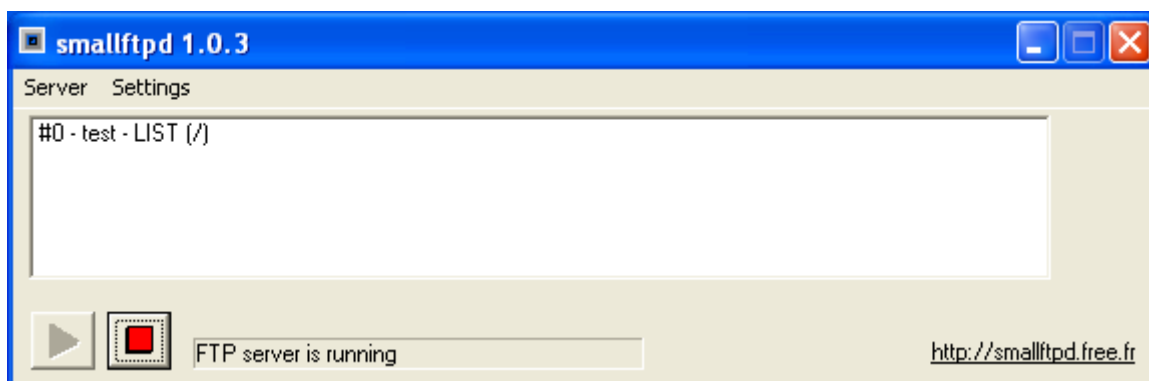 smallftpd 1.0.3
Server Settings
#0 - test - LIST (/)
FTP server is running
http://smallftpd.free.fr